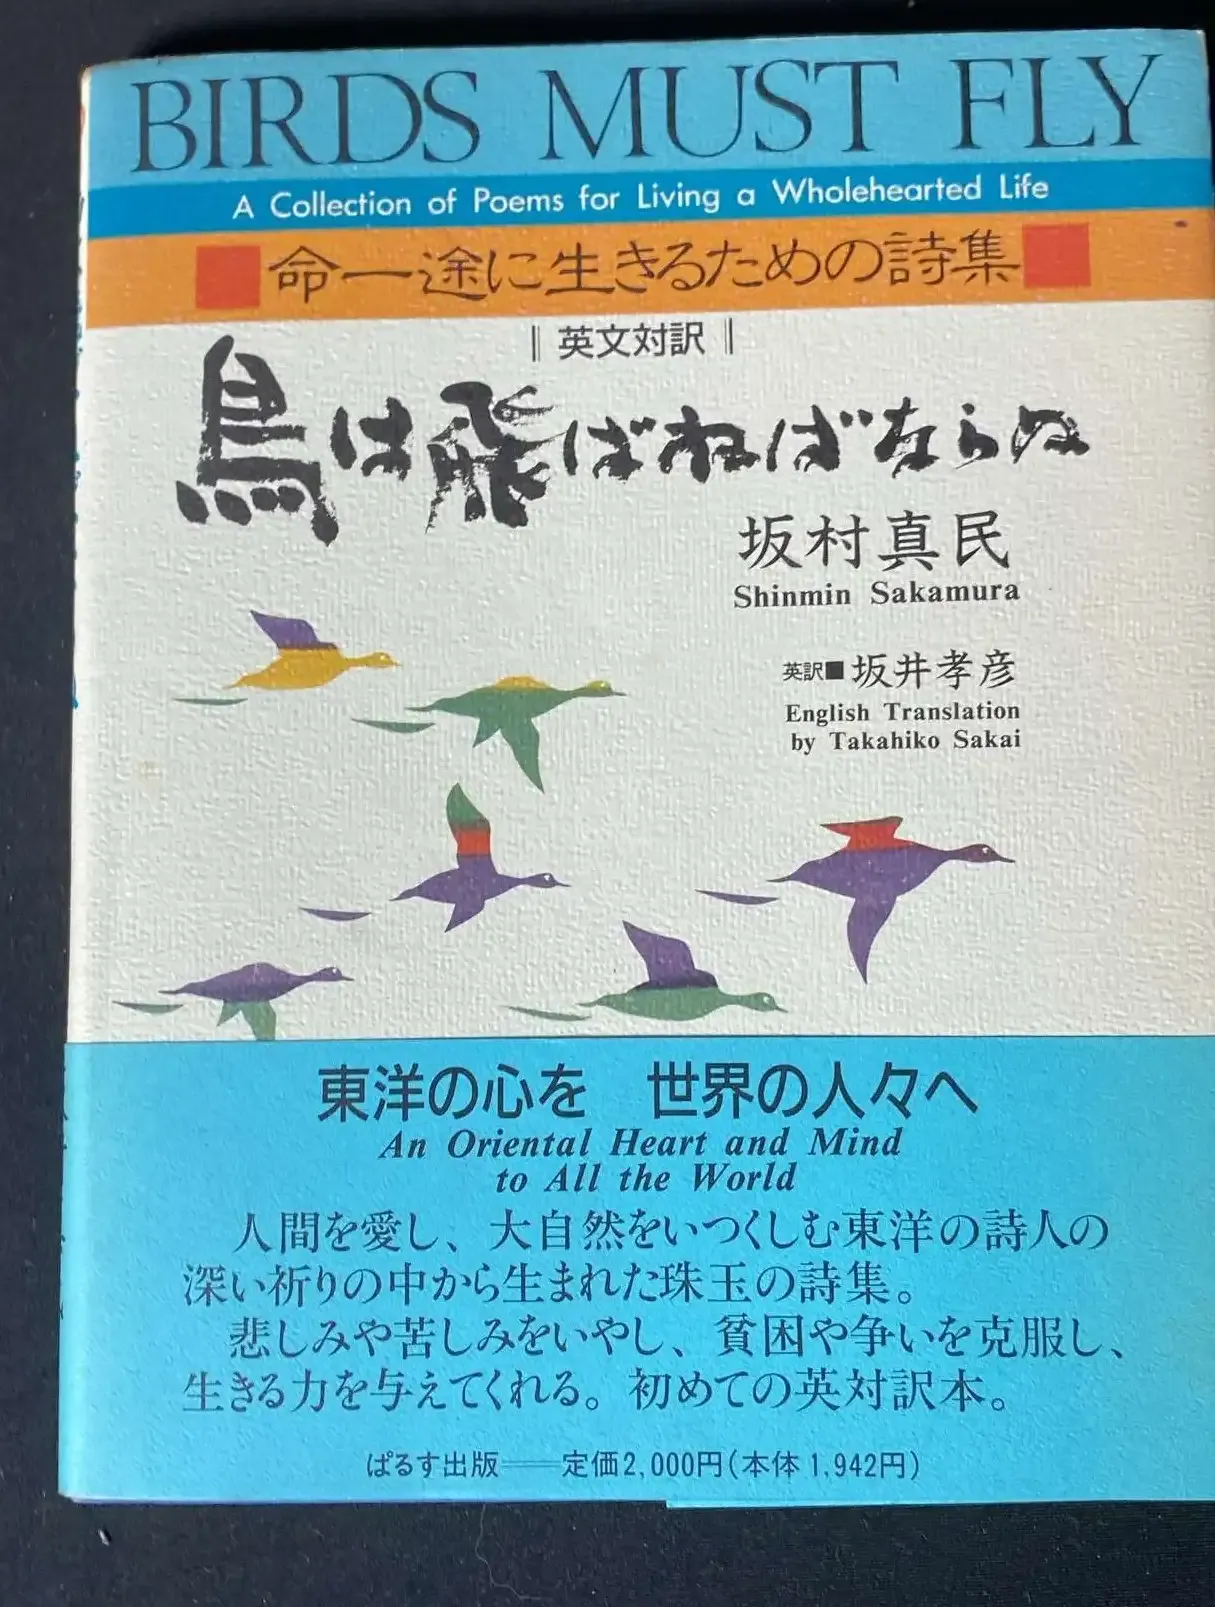 BIRDS MUST FLY
A Collection of Poems for Living a Wholehearted Life
■命一途に生きるための詩集■
‖英文対訳‖
鳥は飛ばねばならぬ
坂村真民
Shinmin Sakamura
英訳■坂井孝彦
English Translation
by Takahiko Sakai
東洋の心を 世界の人々へ
An Oriental Heart and Mind
to All the World
人間を愛し、大自然をいつくしむ東洋の詩人の
深い祈りの中から生まれた珠玉の詩集。
悲しみや苦しみをいやし、貧困や争いを克服し、
生きる力を与えてくれる。初めての英対訳本。
ぱるす出版──定価2,000円(本体1,942円)